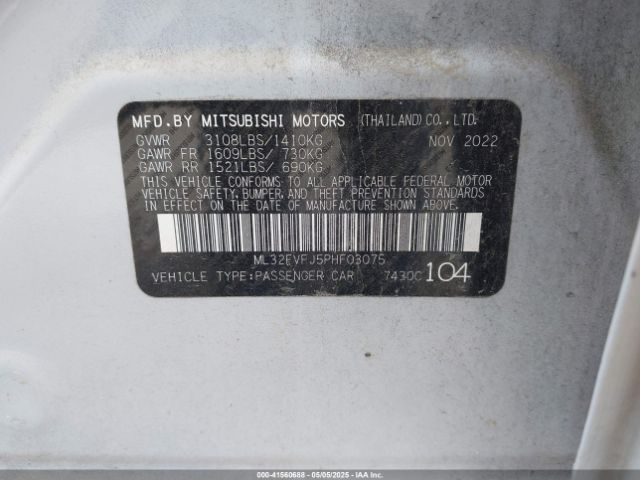 MFD.BY MITSUBISHI MOTORS (THAILAND) CO., LTD.
GVWR 3108LBS/1410KG NOV 2022
GAWR FR 1609LBS/ 730KG
GAWR RR 1521LBS/ 690KG
THIS VEHICLE CONFORMS TO ALL APPLICABLE FEDERAL MOTOR
VEHICLE SAFETY, BUMPER, AND THEFT PREVENTION STANDARDS
IN EFFECT ON THE DATE OF MANUFACTURE SHOWN ABOVE.
ML32EVFJ5PHF03075
VEHICLE TYPE:PASSENGER CAR 7430C 104
000-41560688 - 05/05/2025 - IAAI.COM